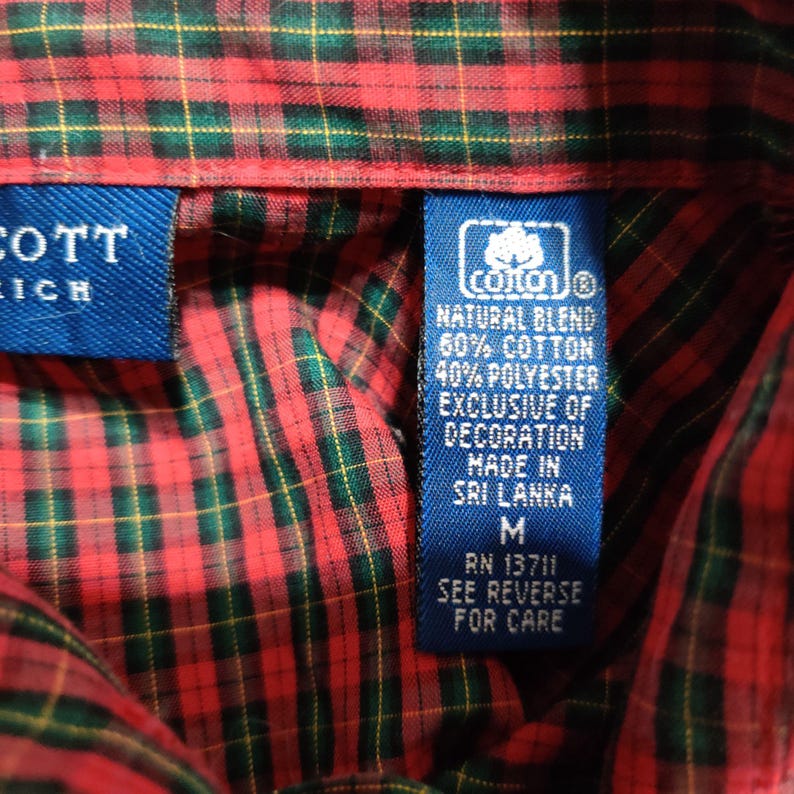 COTT
RICH
cotton®
NATURAL BLEND
60% COTTON
40% POLYESTER
EXCLUSIVE OF
DECORATION
MADE IN
SRI LANKA
M
RN 13711
SEE REVERSE
FOR CARE